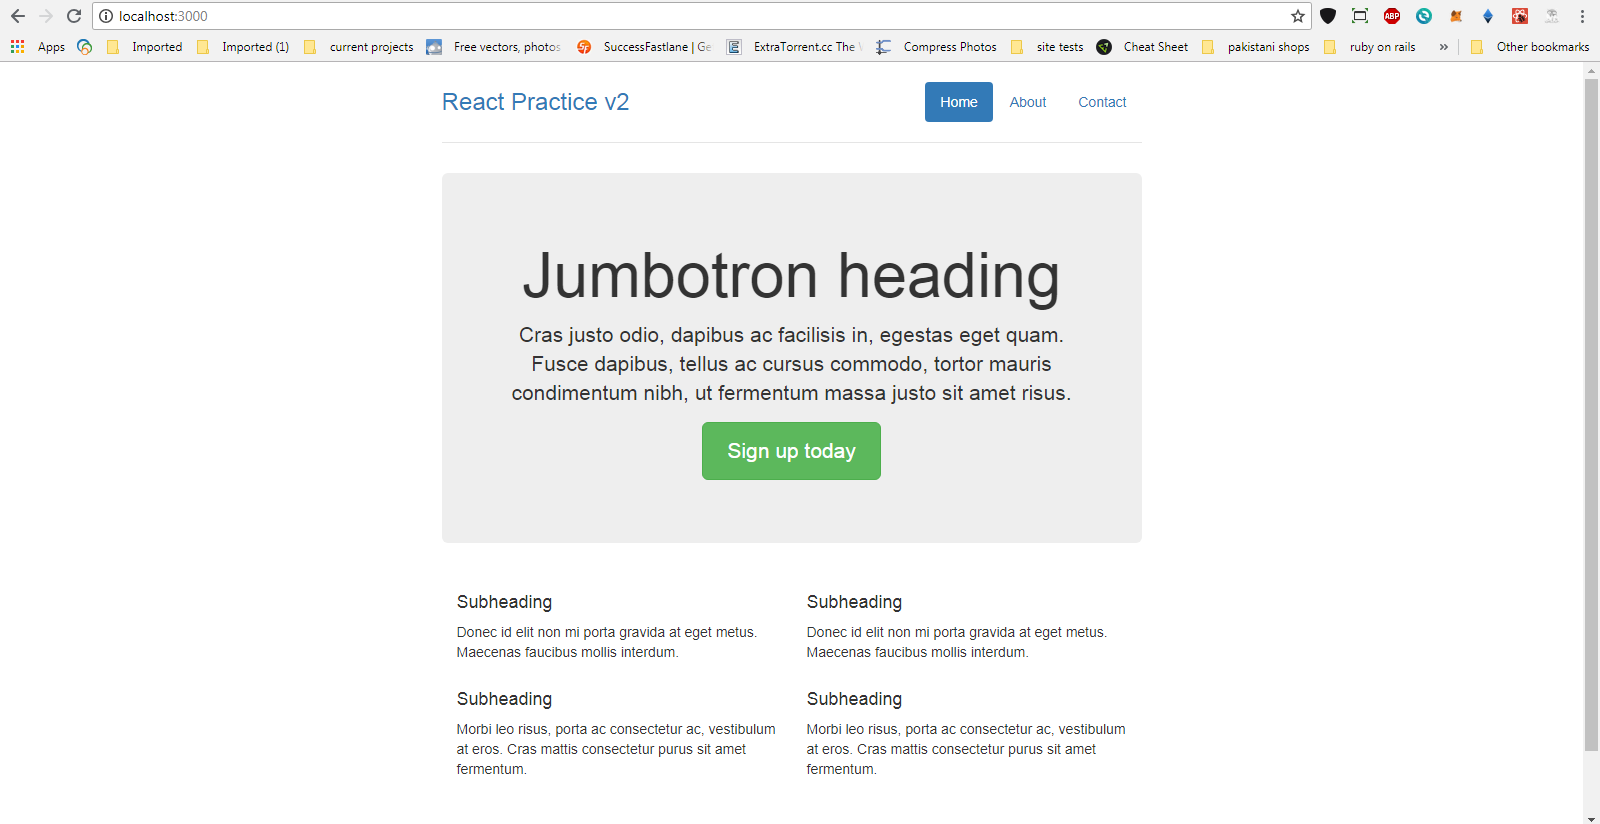 localhost:3000
Apps Imported Imported (1) current projects Free vectors, photos SuccessFastlane | Ge ExtraTorrent.cc The Compress Photos site tests Cheat Sheet pakistani shops ruby on rails » Other bookmarks
React Practice v2 Home About Contact
Jumbotron heading
Cras justo odio, dapibus ac facilisis in, egestas eget quam.
Fusce dapibus, tellus ac cursus commodo, tortor mauris
condimentum nibh, ut fermentum massa justo sit amet risus.
Sign up today
Subheading
Donec id elit non mi porta gravida at eget metus.
Maecenas faucibus mollis interdum.
Subheading
Morbi leo risus, porta ac consectetur ac, vestibulum
at eros. Cras mattis consectetur purus sit amet
fermentum.
Subheading
Donec id elit non mi porta gravida at eget metus.
Maecenas faucibus mollis interdum.
Subheading
Morbi leo risus, porta ac consectetur ac, vestibulum
at eros. Cras mattis consectetur purus sit amet
fermentum.